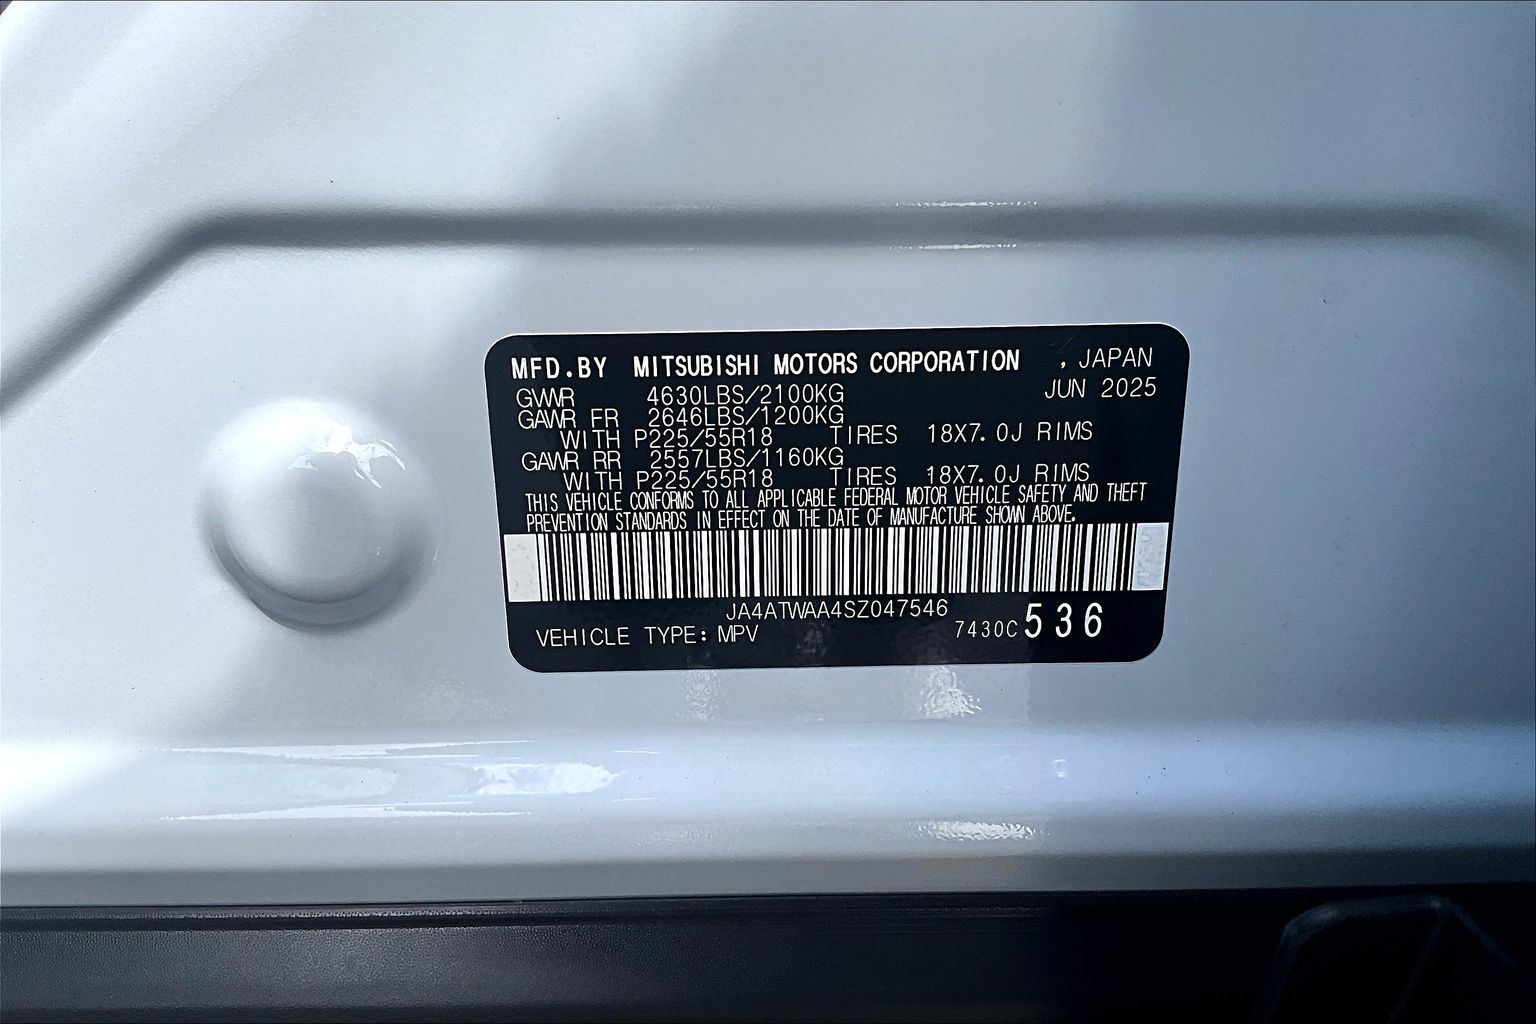 MFD.BY MITSUBISHI MOTORS CORPORATION , JAPAN
GVWR 4630LBS/2100KG JUN 2025
GAWR FR 2646LBS/1200KG
WITH P225/55R18 TIRES 18X7.0J RIMS
GAWR RR 2557LBS/1160KG
WITH P225/55R18 TIRES 18X7.0J RIMS
THIS VEHICLE CONFORMS TO ALL APPLICABLE FEDERAL MOTOR VEHICLE SAFETY AND THEFT
PREVENTION STANDARDS IN EFFECT ON THE DATE OF MANUFACTURE SHOWN ABOVE.
JA4ATWAA4SZ047546
VEHICLE TYPE: MPV 7430C 536